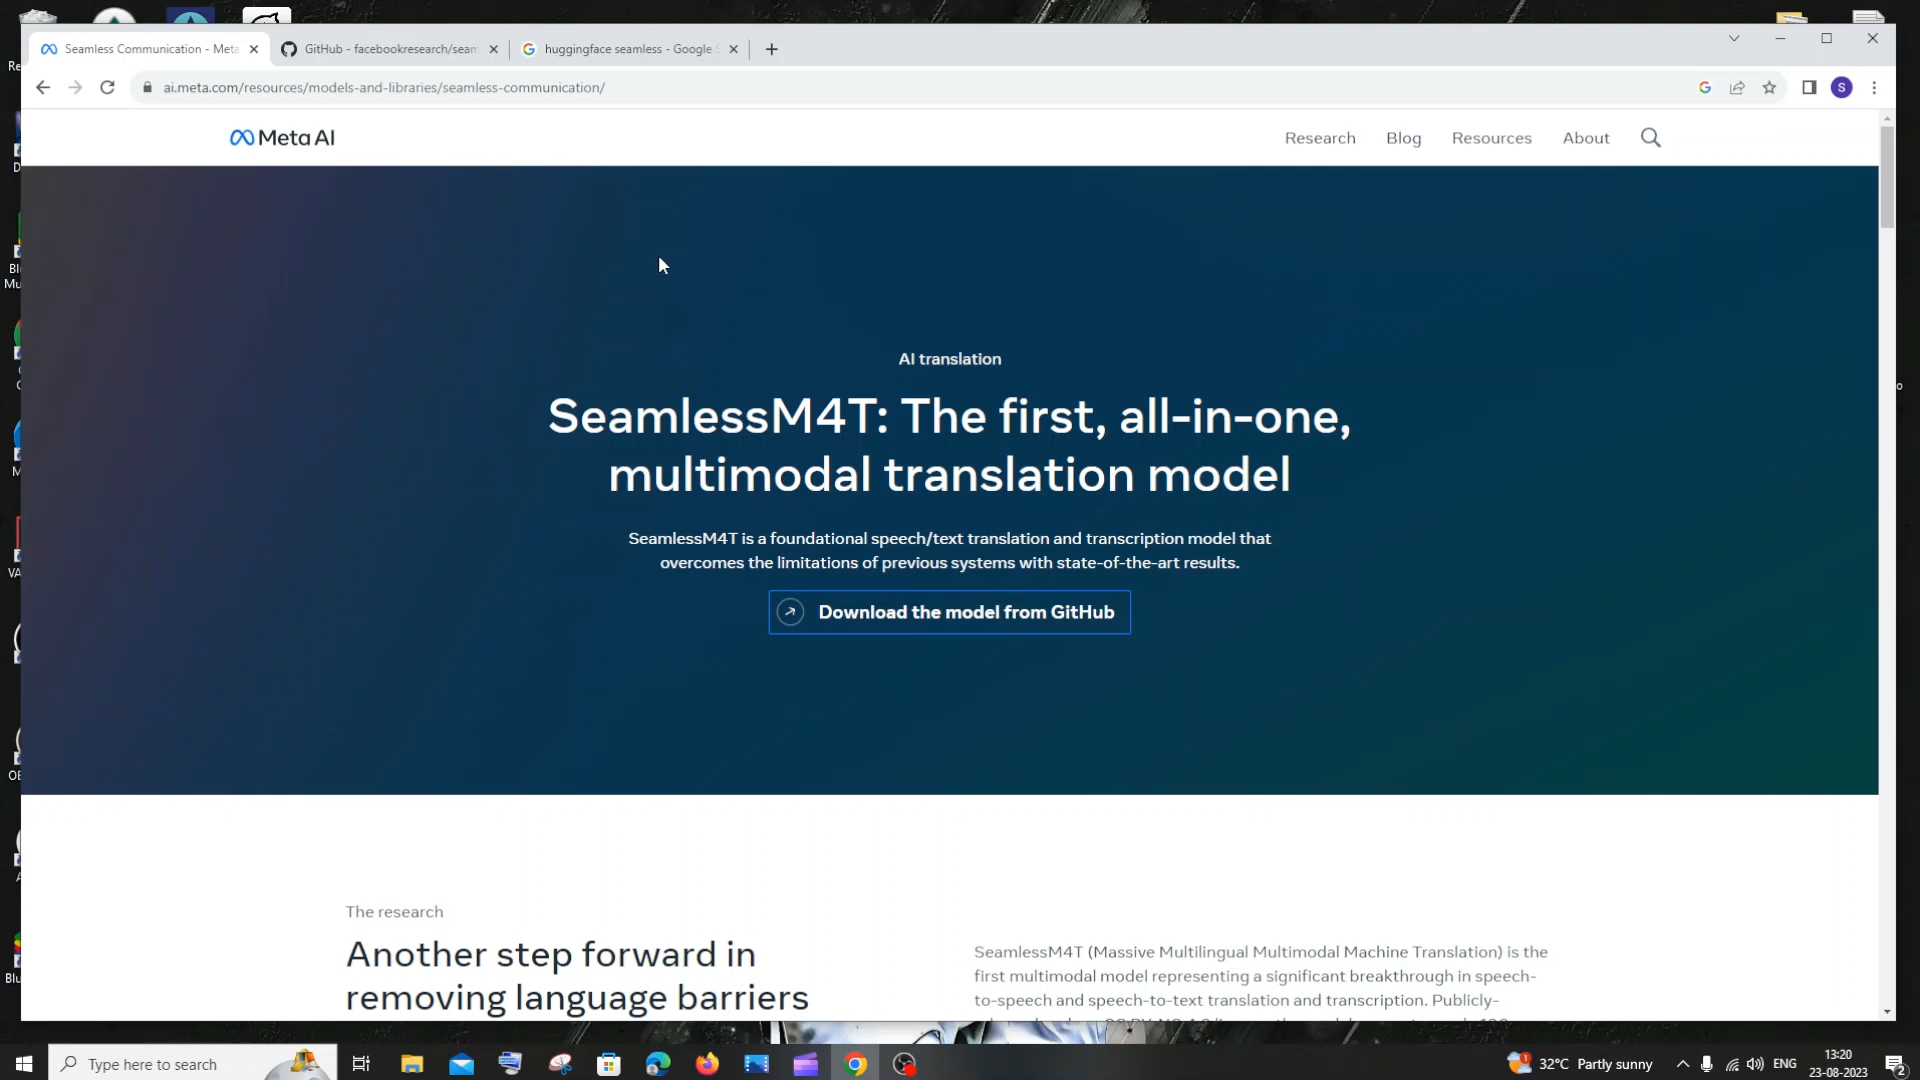 Seamless Communication - Meta
GitHub - facebookresearch/seam
huggingface seamless - Google S
ai.meta.com/resources/models-and-libraries/seamless-communication/
S
Meta AI
Research
Blog
Resources
About
AI translation
SeamlessM4T: The first, all-in-one,
multimodal translation model
SeamlessM4T is a foundational speech/text translation and transcription model that
overcomes the limitations of previous systems with state-of-the-art results.
Download the model from GitHub
The research
Another step forward in
removing language barriers
SeamlessM4T (Massive Multilingual Multimodal Machine Translation) is the
first multimodal model representing a significant breakthrough in speech-
to-speech and speech-to-text translation and transcription. Publicly-
Type here to search
32°C Partly sunny
ENG
13:20
23-08-2023
2